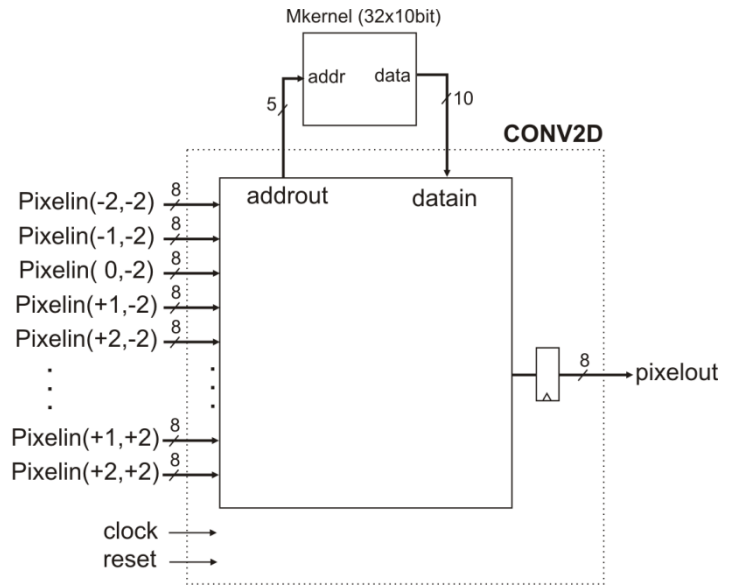 Mkernel (32x10bit)
addr data
5
10
CONV2D
addrout datain
Pixelin(-2,-2) 8
Pixelin(-1,-2) 8
Pixelin( 0,-2) 8
Pixelin(+1,-2) 8
Pixelin(+2,-2) 8
8 pixelout
Pixelin(+1,+2) 8
Pixelin(+2,+2) 8
clock
reset